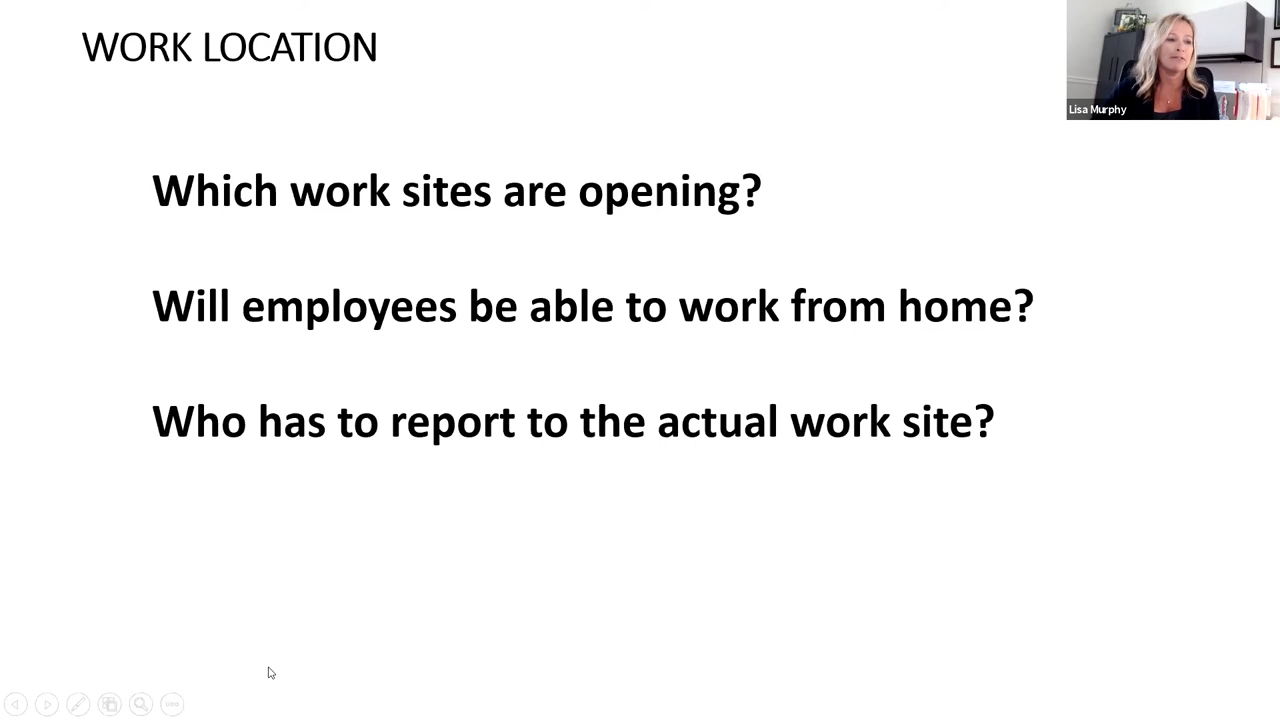 WORK LOCATION
Lisa Murphy
Which work sites are opening?
Will employees be able to work from home?
Who has to report to the actual work site?